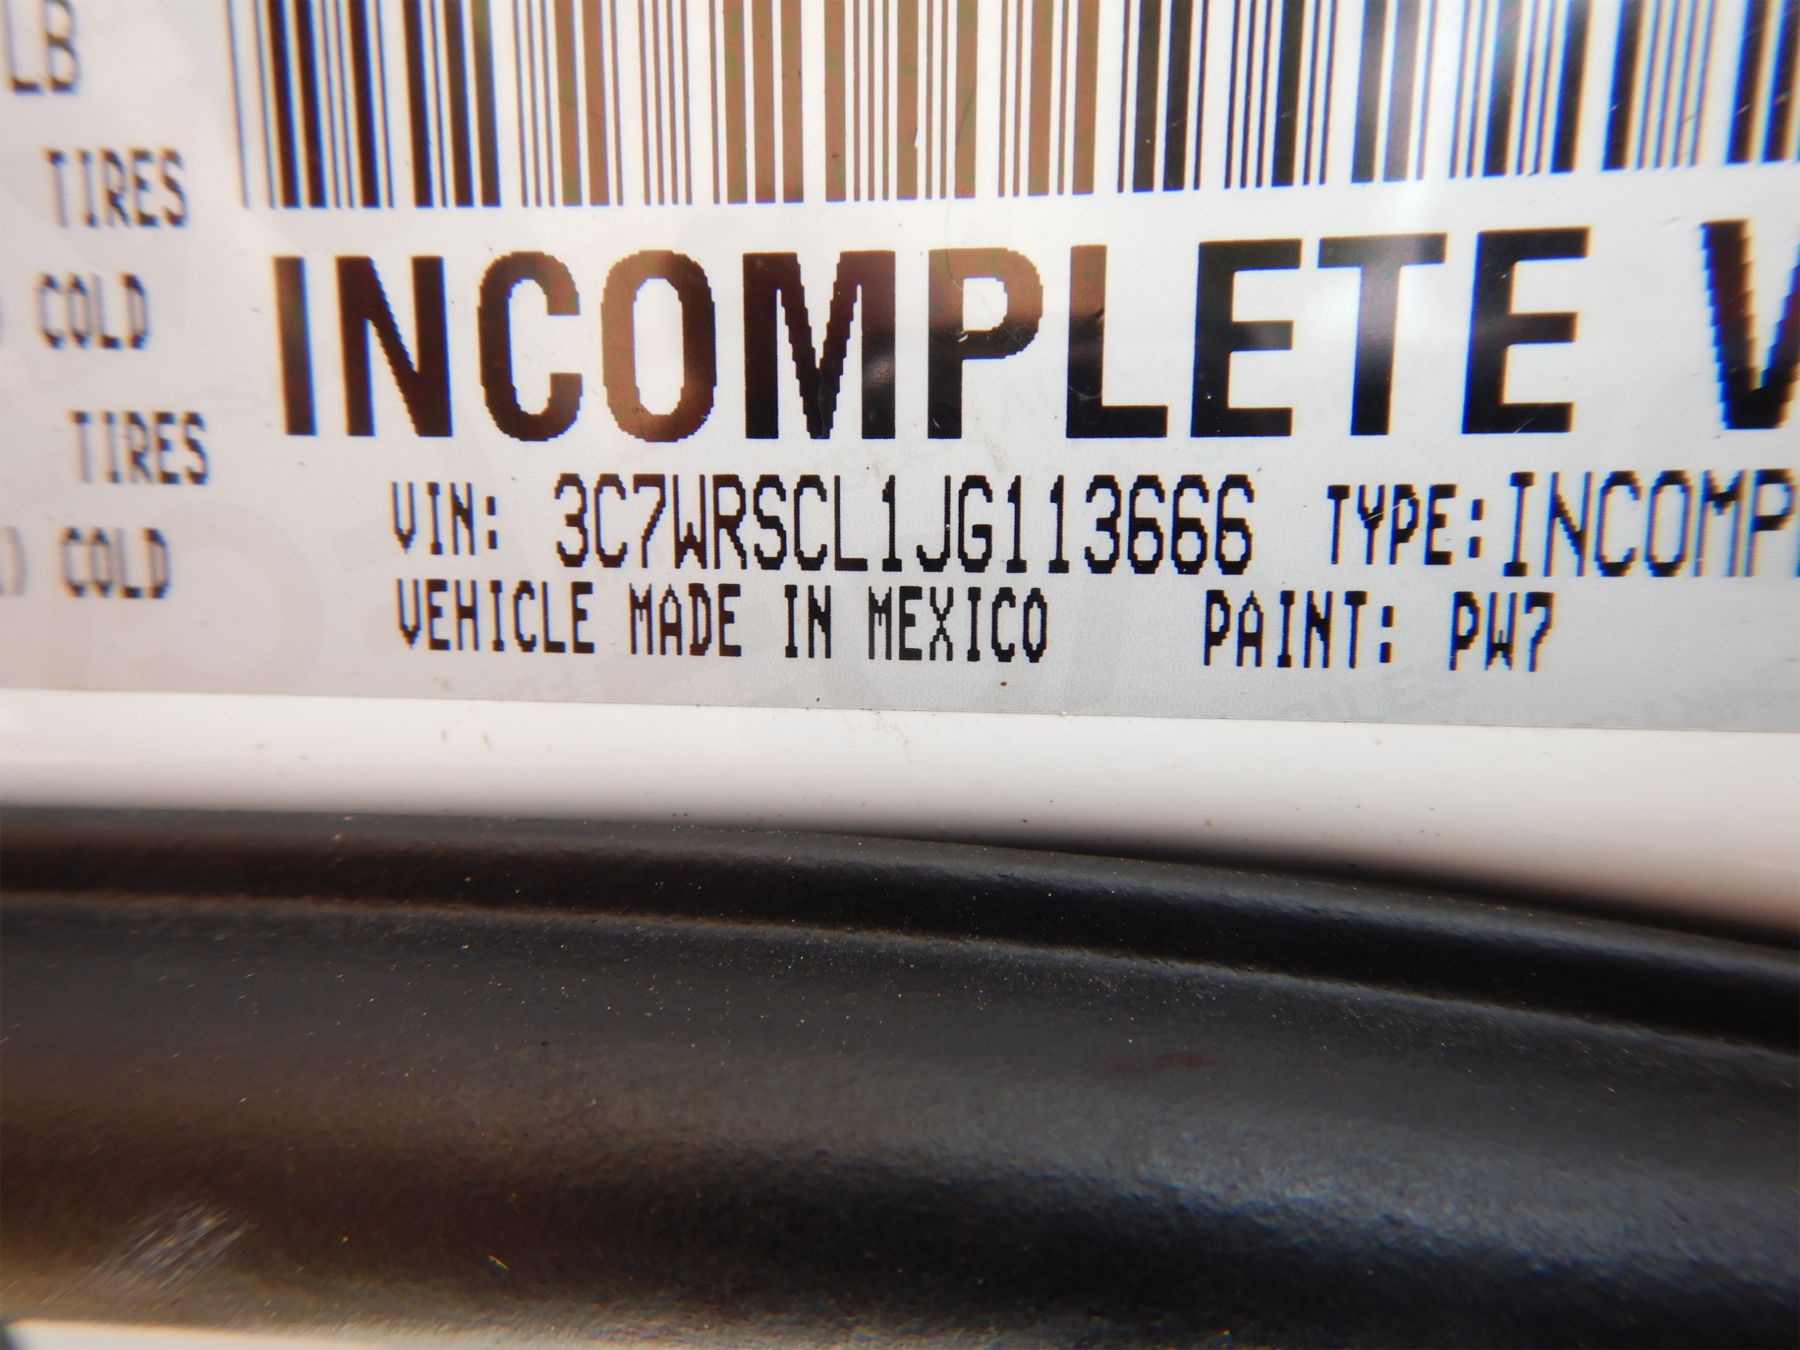 LB
TIRES
COLD
TIRES
COLD
INCOMPLETE V
VIN: 3C7WRSCL1JG113666 TYPE: INCOMP
VEHICLE MADE IN MEXICO PAINT: PW7